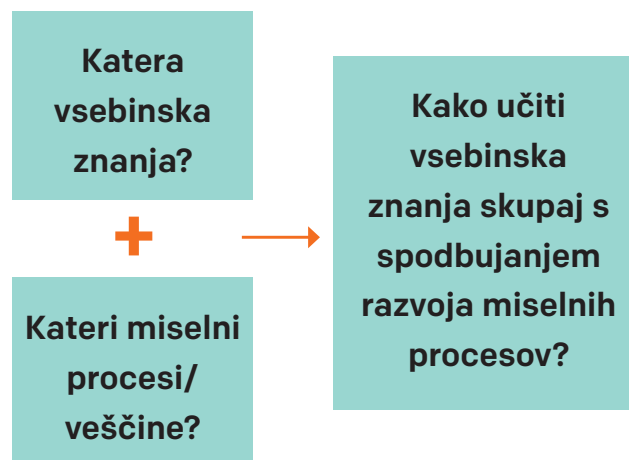 Katera
vsebinska
znanja?
+
Kateri miselni
procesi/
veščine?
Kako učiti
vsebinska
znanja skupaj s
spodbujanjem
razvoja miselnih
procesov?